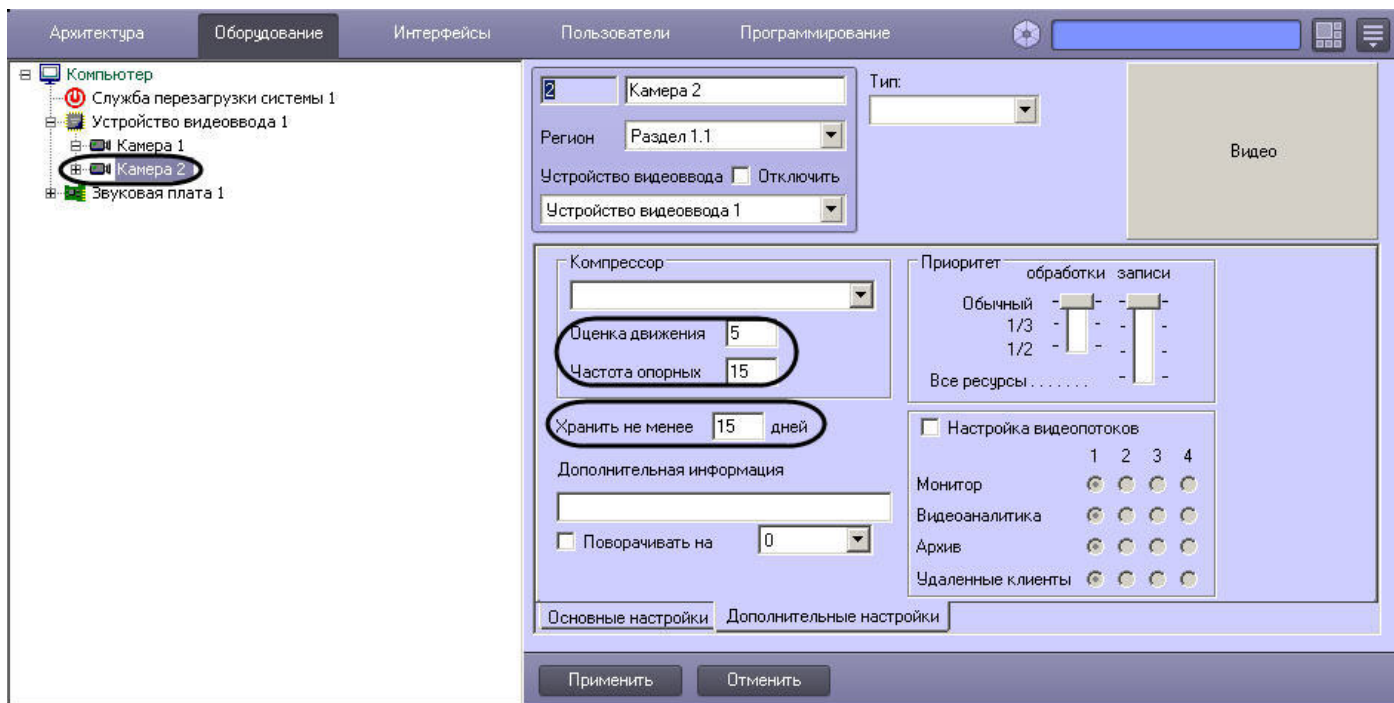 Архитектура Оборудование Интерфейсы Пользователи Программирование
Компьютер
Служба перезагрузки системы 1
Устройство видеоввода 1
Камера 1
Камера 2
Звуковая плата 1
2 Камера 2
Тип:
Регион Раздел 1.1
Устройство видеоввода Отключить
Устройство видеоввода 1
Видео
Компрессор
Оценка движения 5
Частота опорных 15
Хранить не менее 15 дней
Дополнительная информация
Поворачивать на 0
Приоритет
обработки записи
Обычный
1/3
1/2
Все ресурсы . . . . . . .
Настройка видеопотоков
1 2 3 4
Монитор
Видеоаналитика
Архив
Удаленные клиенты
Основные настройки Дополнительные настройки
Применить Отменить